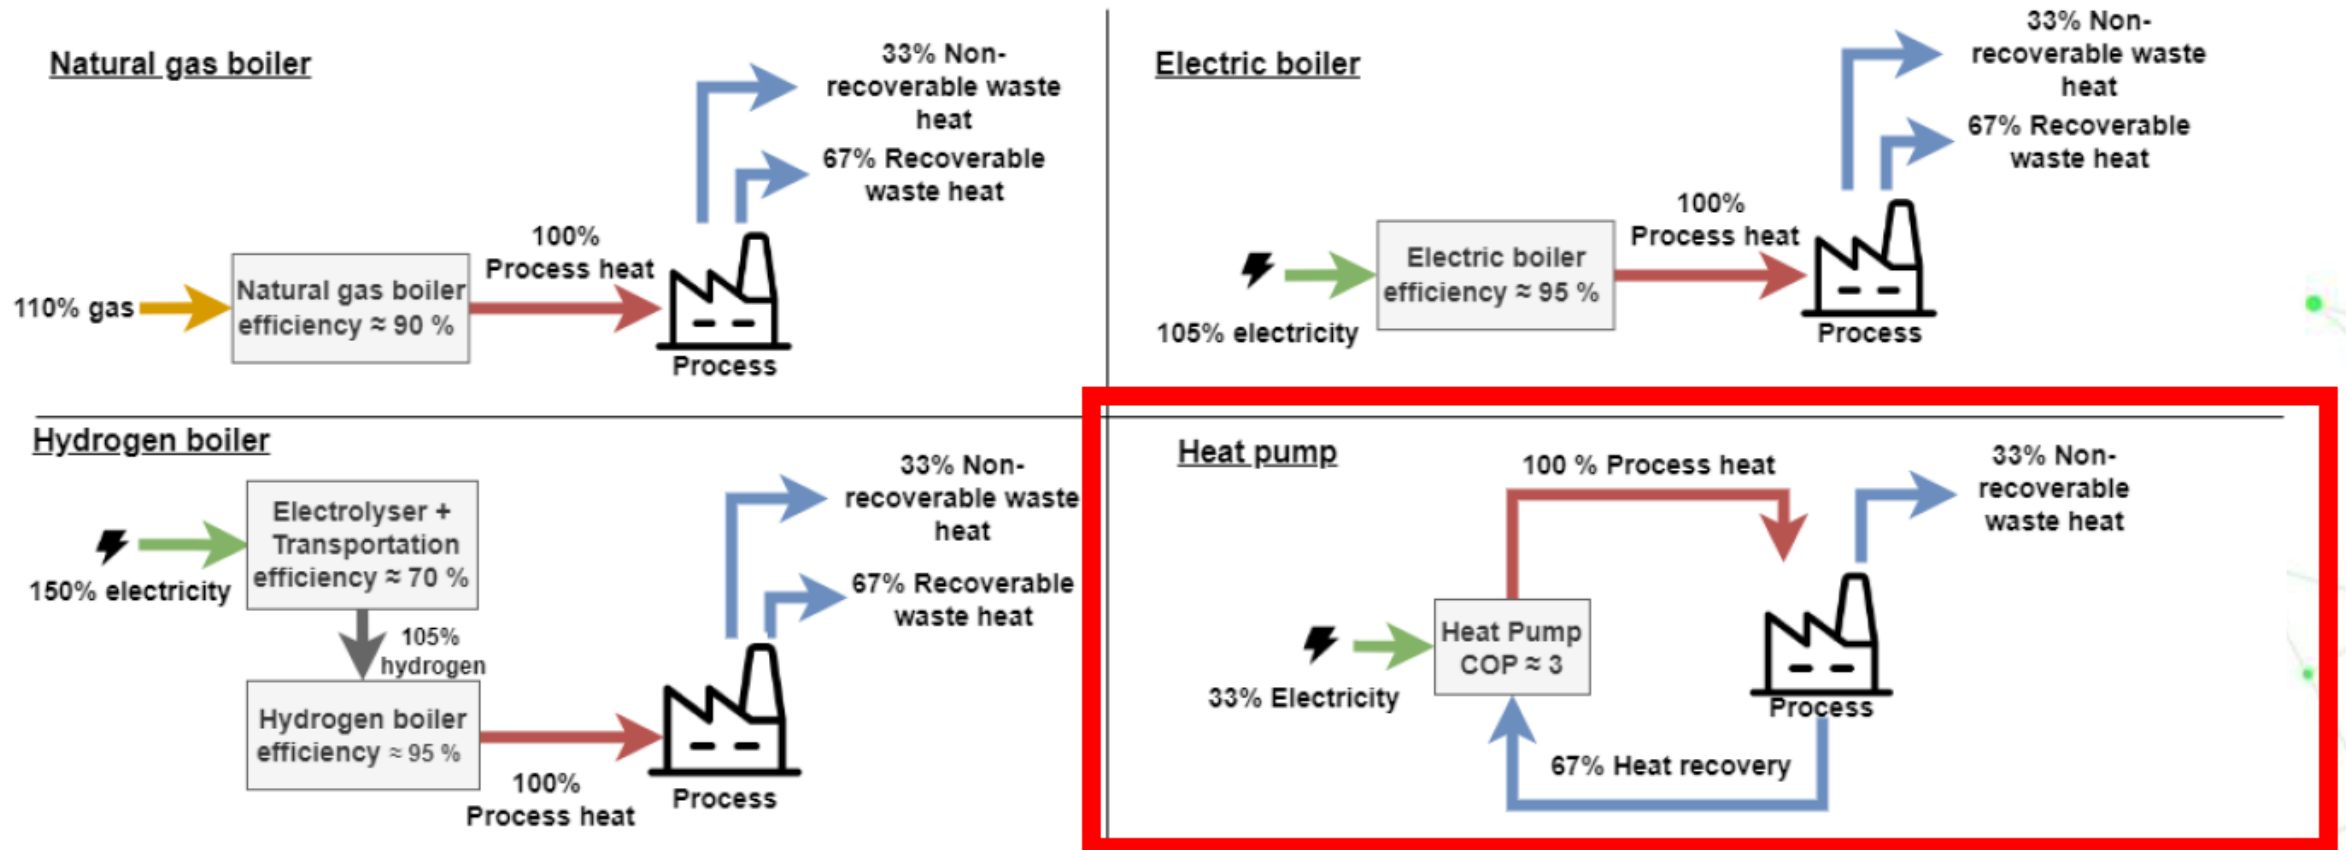 Natural gas boiler
33% Non-
recoverable waste
heat
67% Recoverable
waste heat
100%
Process heat
110% gas
Natural gas boiler
efficiency ≈ 90 %
Process
Electric boiler
33% Non-
recoverable waste
heat
67% Recoverable
waste heat
100%
Process heat
Electric boiler
efficiency ≈ 95 %
105% electricity
Process
Hydrogen boiler
33% Non-
recoverable waste
heat
67% Recoverable
waste heat
Electrolyser +
Transportation
efficiency ≈ 70 %
150% electricity
105%
hydrogen
Hydrogen boiler
efficiency ≈ 95 %
100%
Process heat
Process
Heat pump
100 % Process heat
33% Non-
recoverable
waste heat
Heat Pump
COP ≈ 3
33% Electricity
Process
67% Heat recovery